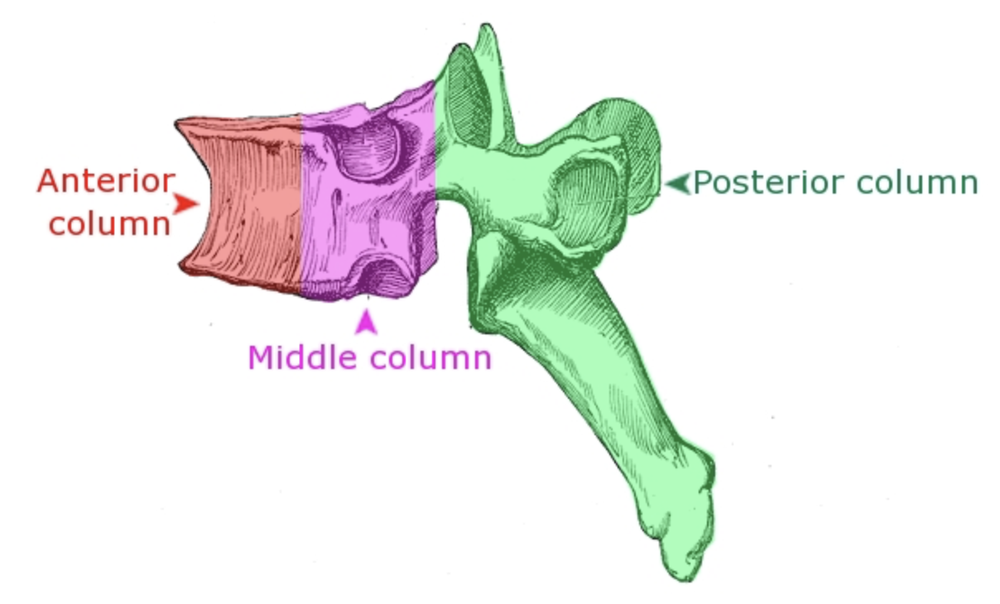 Anterior
column
Posterior column
Middle column